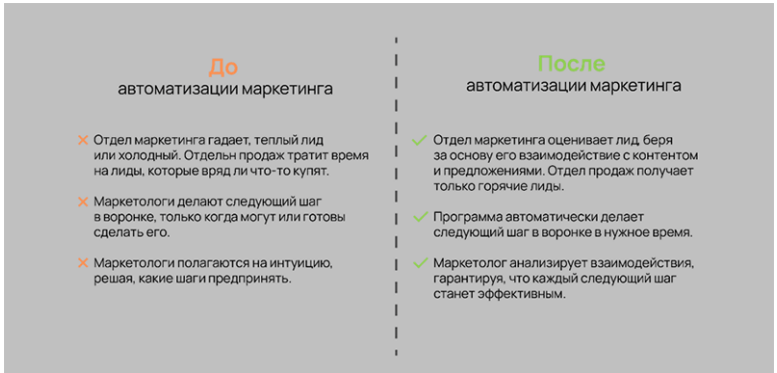 До
автоматизации маркетинга
Отдел маркетинга гадает, теплый лид
или холодный. Отдельн продаж тратит время
на лиды, которые вряд ли что-то купят.
Маркетологи делают следующий шаг
в воронке, только когда могут или готовы
сделать его.
Маркетологи полагаются на интуицию,
решая, какие шаги предпринять.
После
автоматизации маркетинга
Отдел маркетинга оценивает лид, беря
за основу его взаимодействие с контентом
и предложениями. Отдел продаж получает
только горячие лиды.
Программа автоматически делает
следующий шаг в воронке в нужное время.
Маркетолог анализирует взаимодействия,
гарантируя, что каждый следующий шаг
станет эффективным.